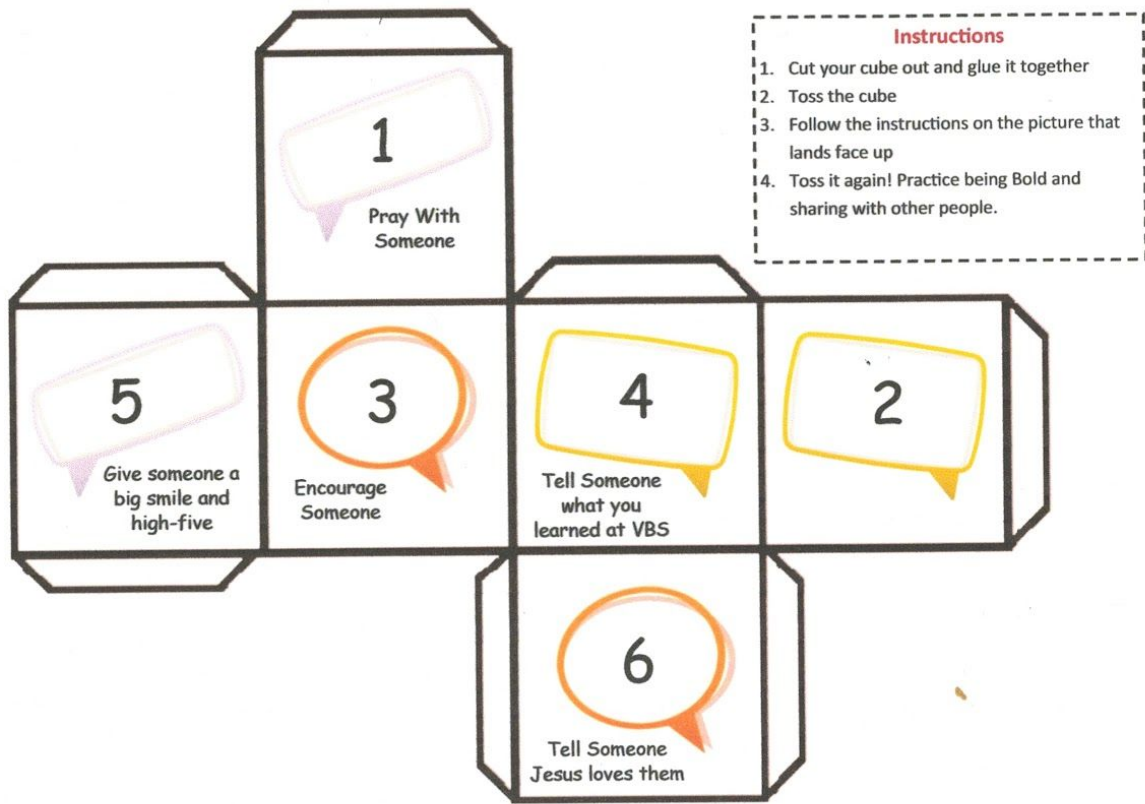 Instructions
1. Cut your cube out and glue it together
2. Toss the cube
3. Follow the instructions on the picture that
lands face up
4. Toss it again! Practice being Bold and
sharing with other people.
1
Pray With
Someone
5
Give someone a
big smile and
high-five
3
Encourage
Someone
4
Tell Someone
what you
learned at VBS
2
6
Tell Someone
Jesus loves them